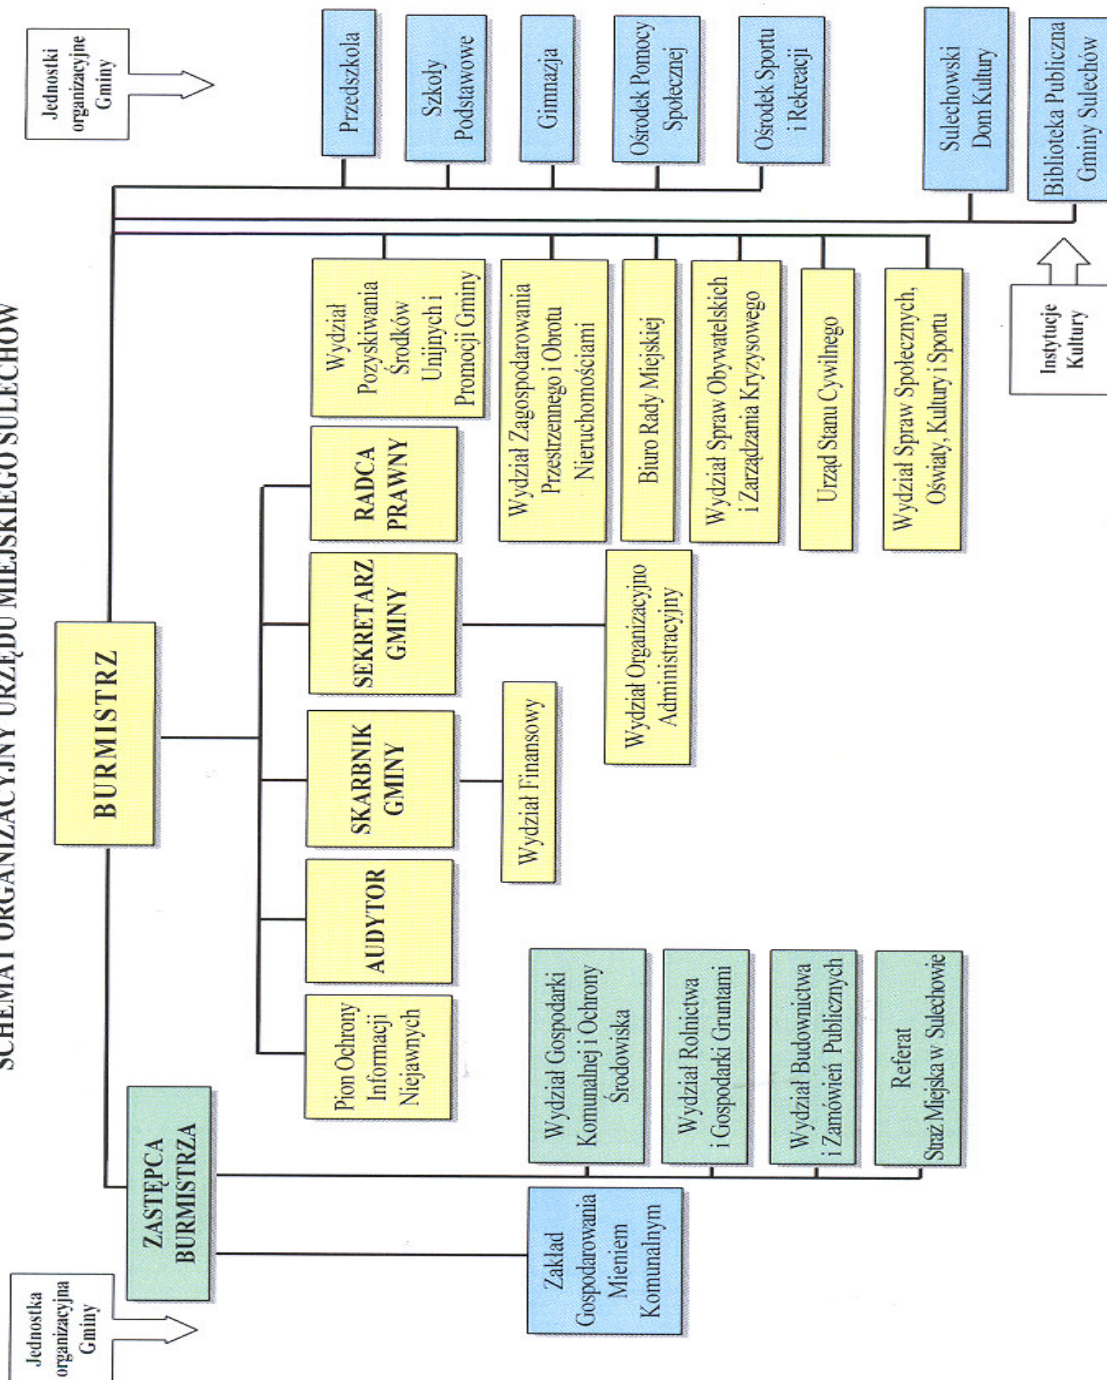 SCHEMAT ORGANIZACYJNY URZĘDU MIEJSKIEGO SULECHÓW
Jednostka
organizacyjna
Gminy
ZASTĘPCA
BURMISTRZA
BURMISTRZ
Jednostki
organizacyjne
Gminy
Pion Ochrony
Informacji
Niejawnych
AUDYTOR
SKARBNIK
GMINY
SEKRETARZ
GMINY
RADCA
PRAWNY
Wydział
Pozyskiwania
Środków
Unijnych i
Promocji Gminy
Przedszkola
Szkoły
Podstawowe
Gimnazja
Ośrodek Pomocy
Społecznej
Ośrodek Sportu
i Rekreacji
Zakład
Gospodarowania
Mieniem
Komunalnym
Wydział Gospodarki
Komunalnej i Ochrony
Środowiska
Wydział Rolnictwa
i Gospodarki Gruntami
Wydział Budownictwa
i Zamówień Publicznych
Referat
Straż Miejska w Sulechowie
Wydział Finansowy
Wydział Organizacyjno
Administracyjny
Wydział Zagospodarowania
Przestrzennego i Obrotu
Nieruchomościami
Biuro Rady Miejskiej
Wydział Spraw Obywatelskich
i Zarządzania Kryzysowego
Urząd Stanu Cywilnego
Wydział Spraw Społecznych,
Oświaty, Kultury i Sportu
Sulechowski
Dom Kultury
Biblioteka Publiczna
Gminy Sulechów
Instytucje
Kultury